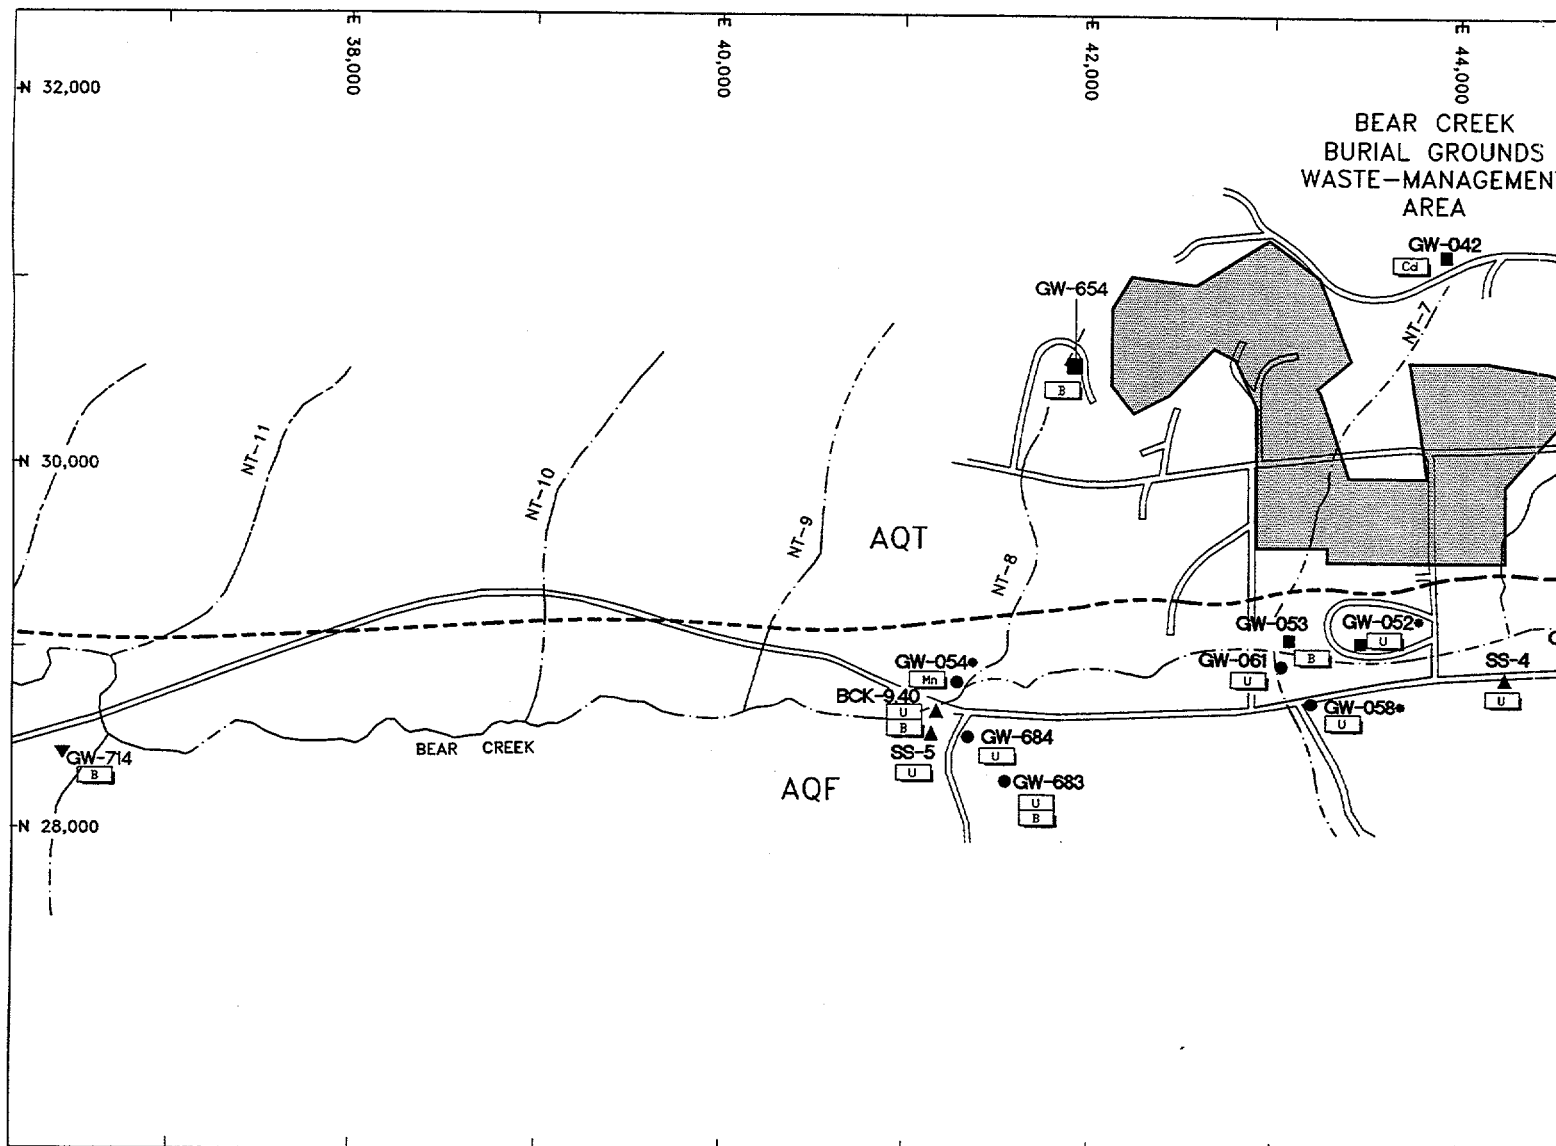 E 38,000
E 40,000
E 42,000
E 44,000
N 32,000
BEAR CREEK
BURIAL GROUNDS
WASTE-MANAGEMENT
AREA
GW-042
Cd
GW-654
B
NT-7
N 30,000
NT-11
NT-10
NT-9
AQT
NT-8
GW-053
B
GW-052•
U
GW-054•
Mn
GW-061
U
SS-4
U
BCK-9.40
U
B
GW-058•
U
GW-684
U
SS-5
U
GW-683
U
B
BEAR CREEK
GW-714
B
AQF
N 28,000